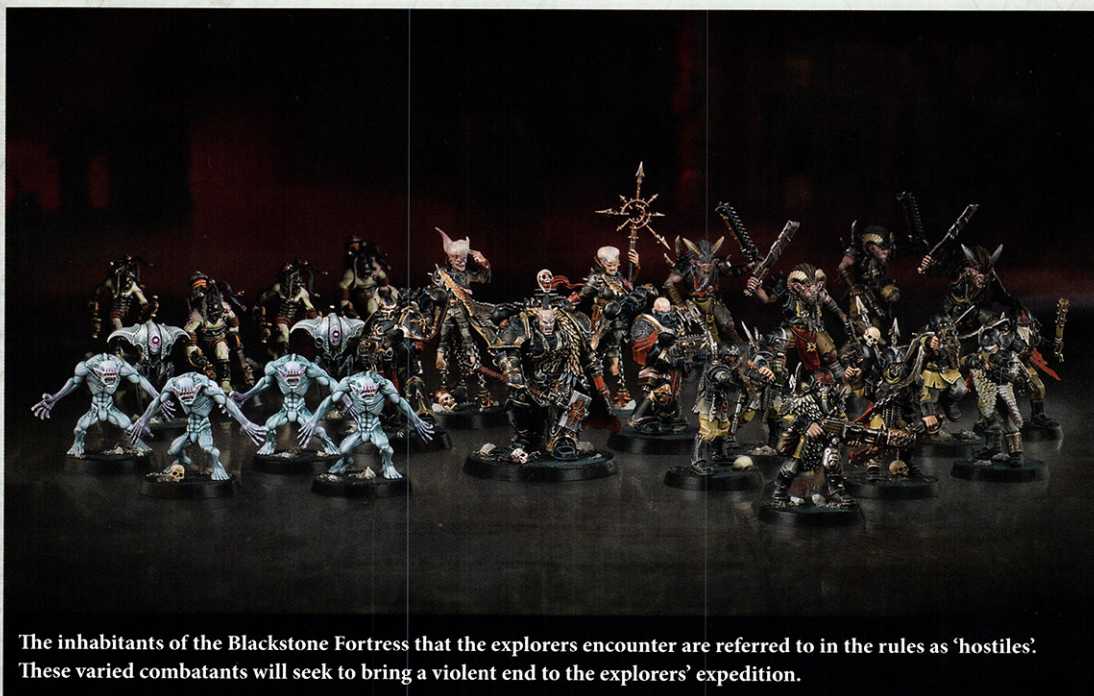 The inhabitants of the Blackstone Fortress that the explorers encounter are referred to in the rules as ‘hostiles’.
These varied combatants will seek to bring a violent end to the explorers’ expedition.